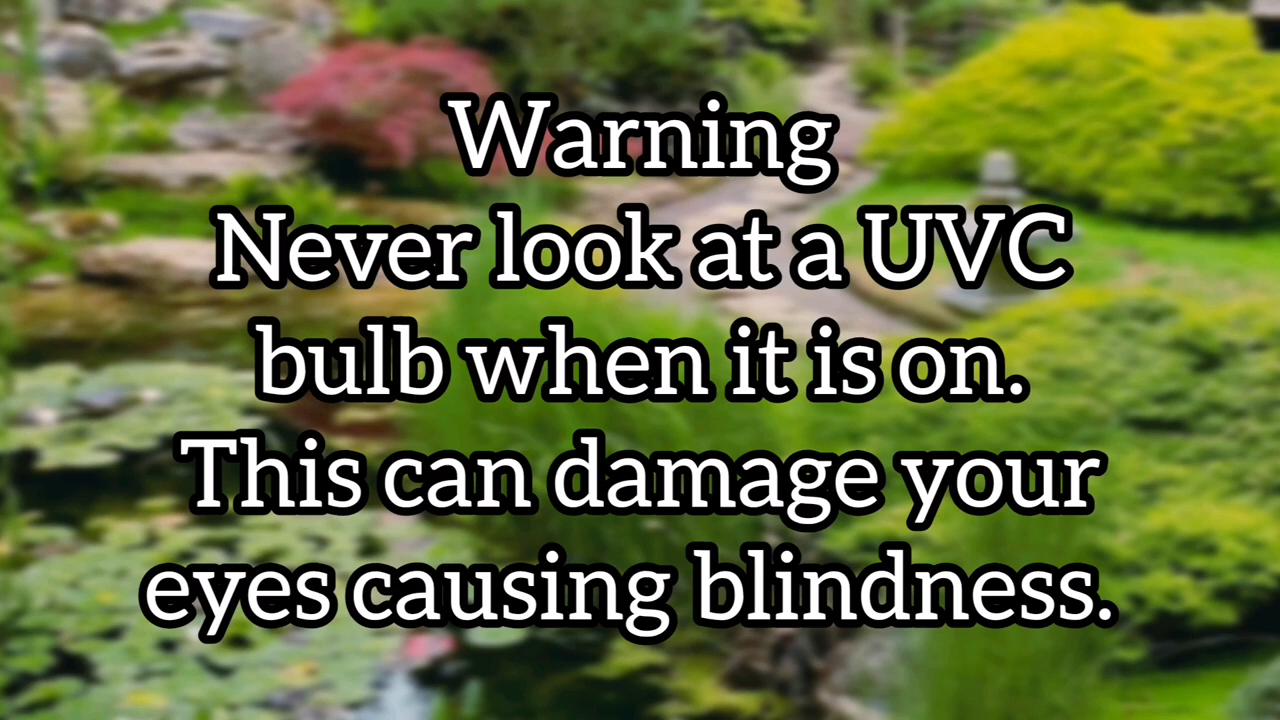 Warning
Never look at a UVC
bulb when it is on.
This can damage your
eyes causing blindness.